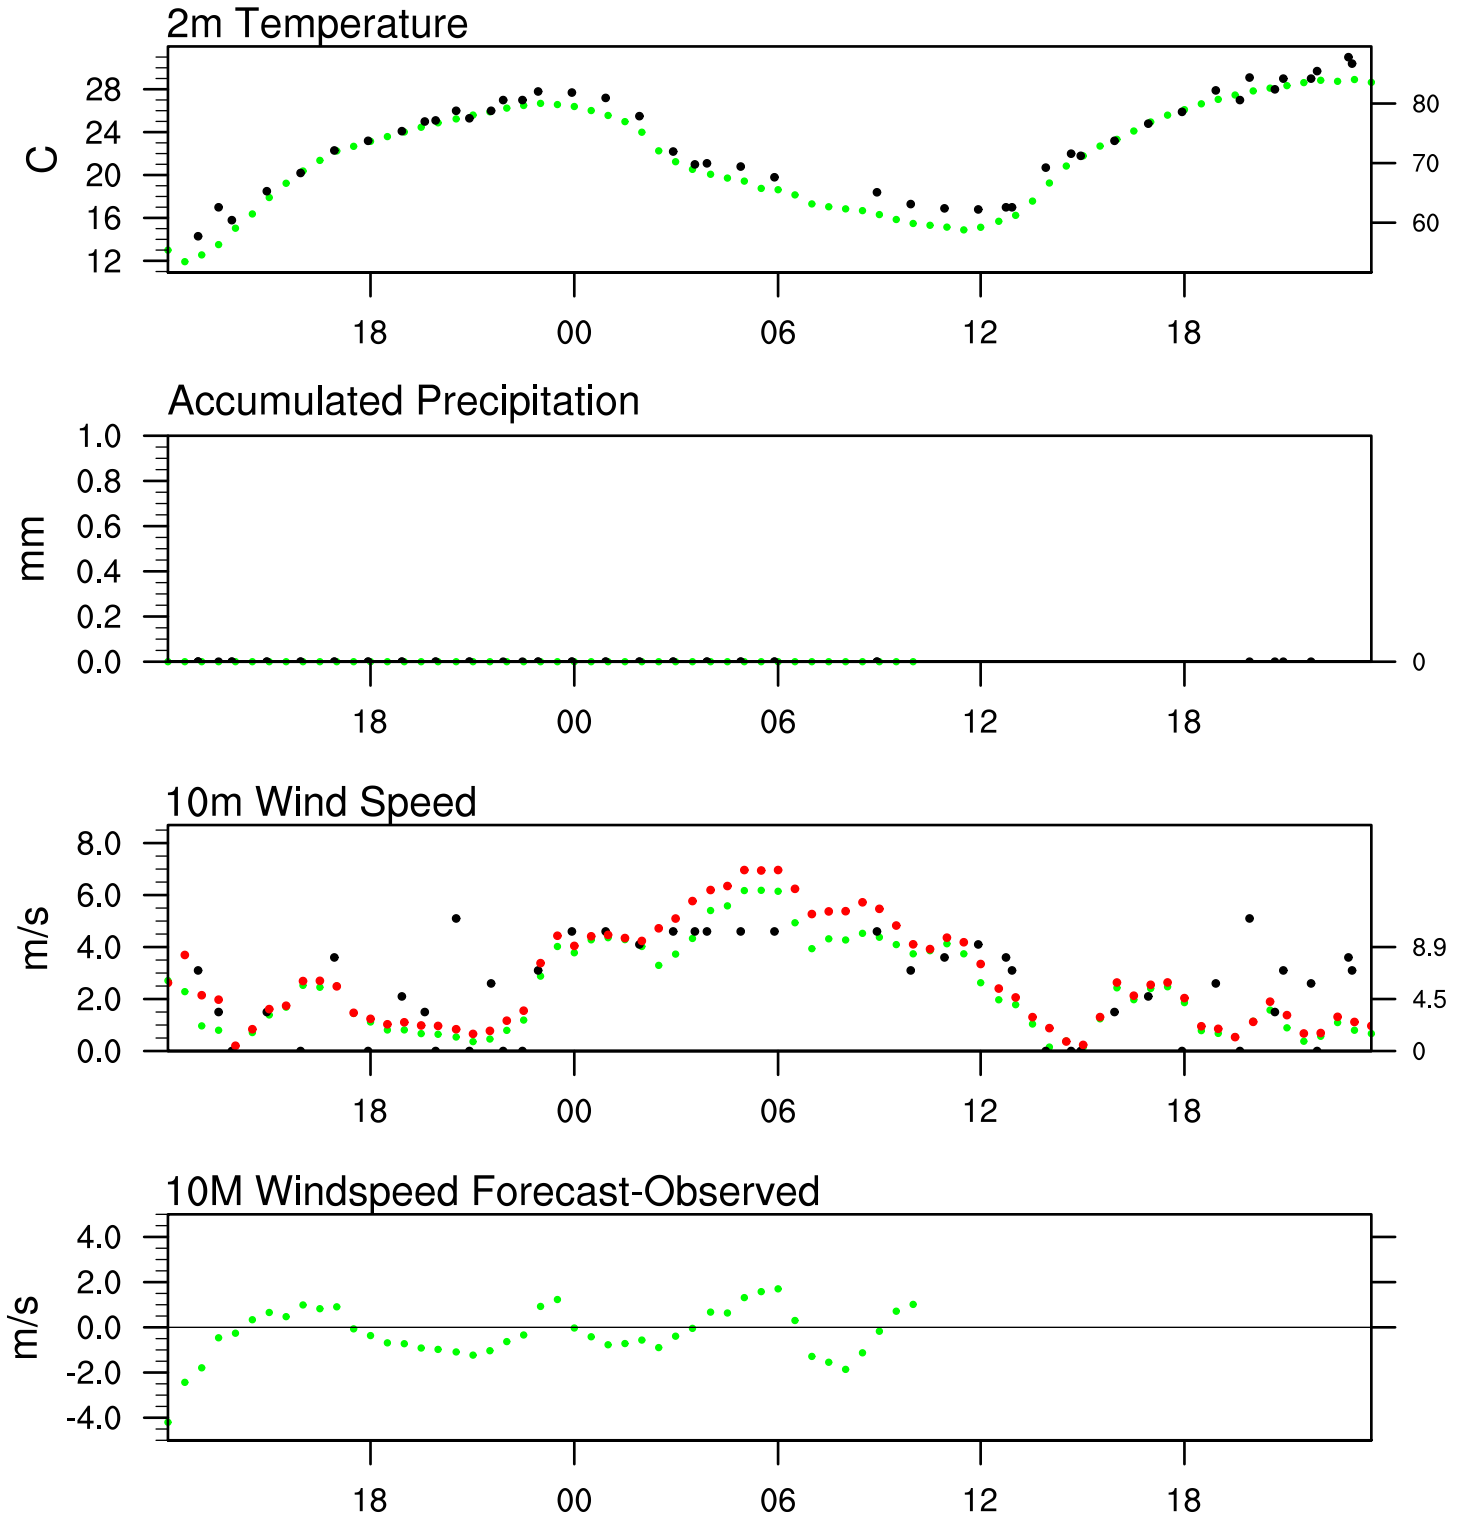 2m Temperature
28
24
20
16
12
C
80
70
60
18 00 06 12 18
Accumulated Precipitation
1.0
0.8
0.6
0.4
0.2
0.0
mm
0
18 00 06 12 18
10m Wind Speed
8.0
6.0
4.0
2.0
0.0
m/s
8.9
4.5
0
18 00 06 12 18
10M Windspeed Forecast-Observed
4.0
2.0
0.0
-2.0
-4.0
m/s
18 00 06 12 18